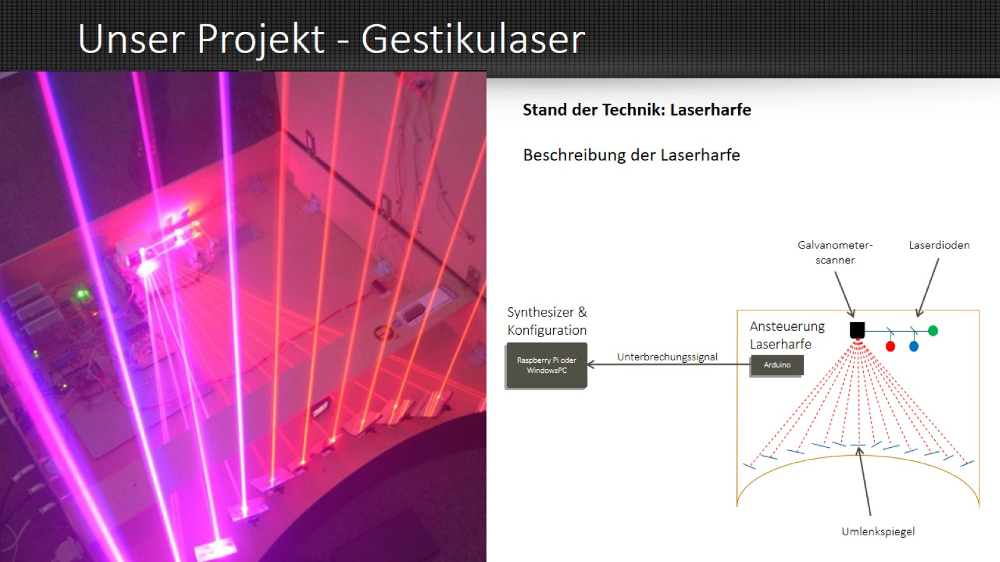 Unser Projekt - Gestikulaser
Stand der Technik: Laserharfe
Beschreibung der Laserharfe
Galvanometer-
scanner
Laserdioden
Synthesizer &
Konfiguration
Raspberry Pi oder
WindowsPC
Unterbrechungssignal
Ansteuerung
Laserharfe
Arduino
Umlenkspiegel